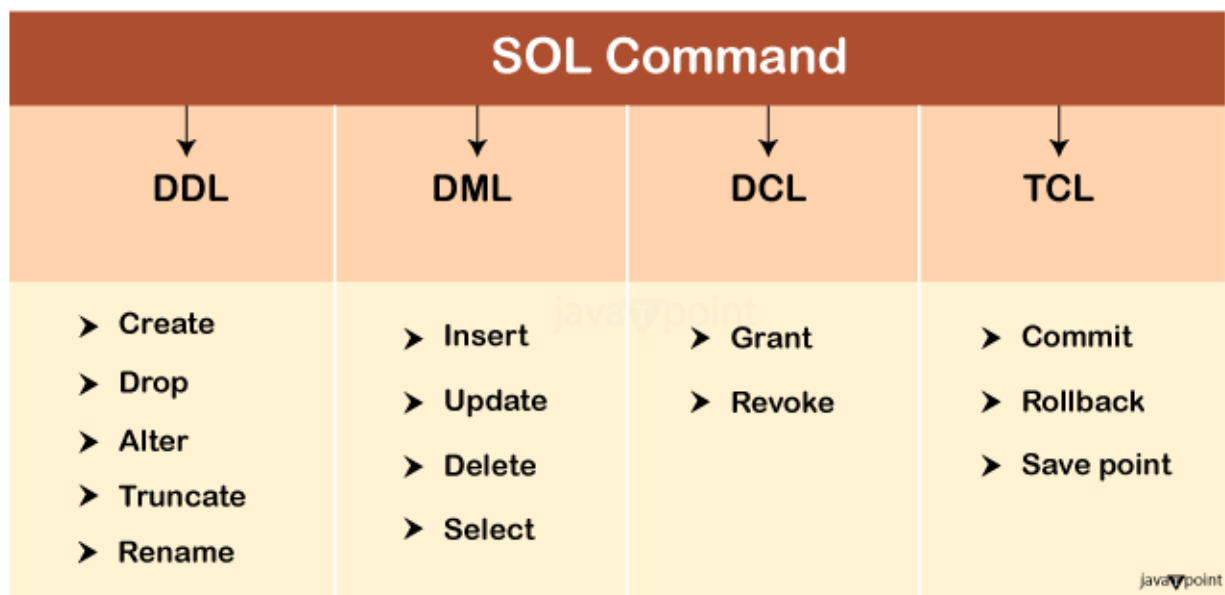 SOL Command
DDL
DML
DCL
TCL
Create
Drop
Alter
Truncate
Rename
Insert
Update
Delete
Select
Grant
Revoke
Commit
Rollback
Save point
javaTpoint
javaTpoint